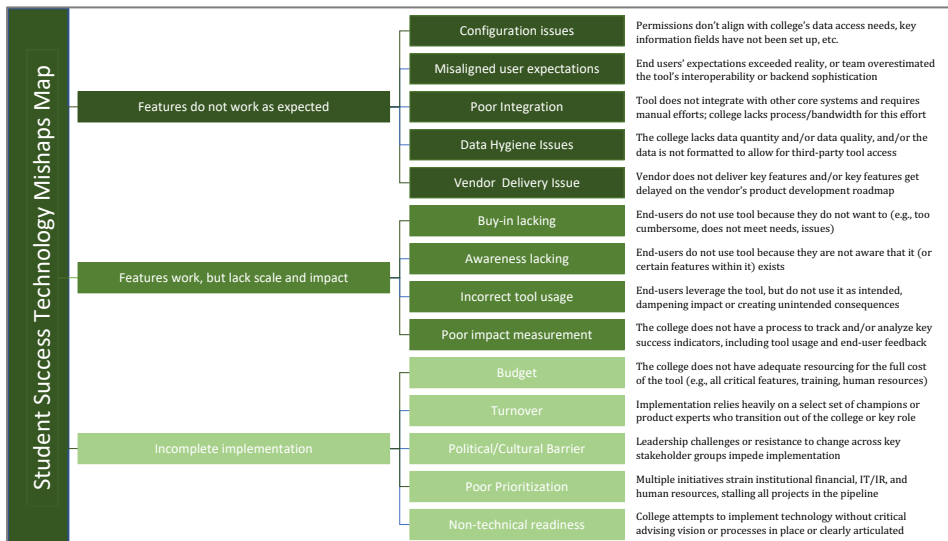 Student Success Technology Mishaps Map
Features do not work as expected
Configuration issues
Permissions don't align with college's data access needs, key
information fields have not been set up, etc.
Misaligned user expectations
End users' expectations exceeded reality, or team overestimated
the tool's interoperability or backend sophistication
Poor Integration
Tool does not integrate with other core systems and requires
manual efforts; college lacks process/bandwidth for this effort
Data Hygiene Issues
The college lacks data quantity and/or data quality, and/or the
data is not formatted to allow for third-party tool access
Vendor Delivery Issue
Vendor does not deliver key features and/or key features get
delayed on the vendor's product development roadmap
Features work, but lack scale and impact
Buy-in lacking
End-users do not use tool because they do not want to (e.g., too
cumbersome, does not meet needs, issues)
Awareness lacking
End-users do not use tool because they are not aware that it (or
certain features within it) exists
Incorrect tool usage
End-users leverage the tool, but do not use it as intended,
dampening impact or creating unintended consequences
Poor impact measurement
The college does not have a process to track and/or analyze key
success indicators, including tool usage and end-user feedback
Incomplete implementation
Budget
The college does not have adequate resourcing for the full cost
of the tool (e.g., all critical features, training, human resources)
Turnover
Implementation relies heavily on a select set of champions or
product experts who transition out of the college or key role
Political/Cultural Barrier
Leadership challenges or resistance to change across key
stakeholder groups impede implementation
Poor Prioritization
Multiple initiatives strain institutional financial, IT/IR, and
human resources, stalling all projects in the pipeline
Non-technical readiness
College attempts to implement technology without critical
advising vision or processes in place or clearly articulated